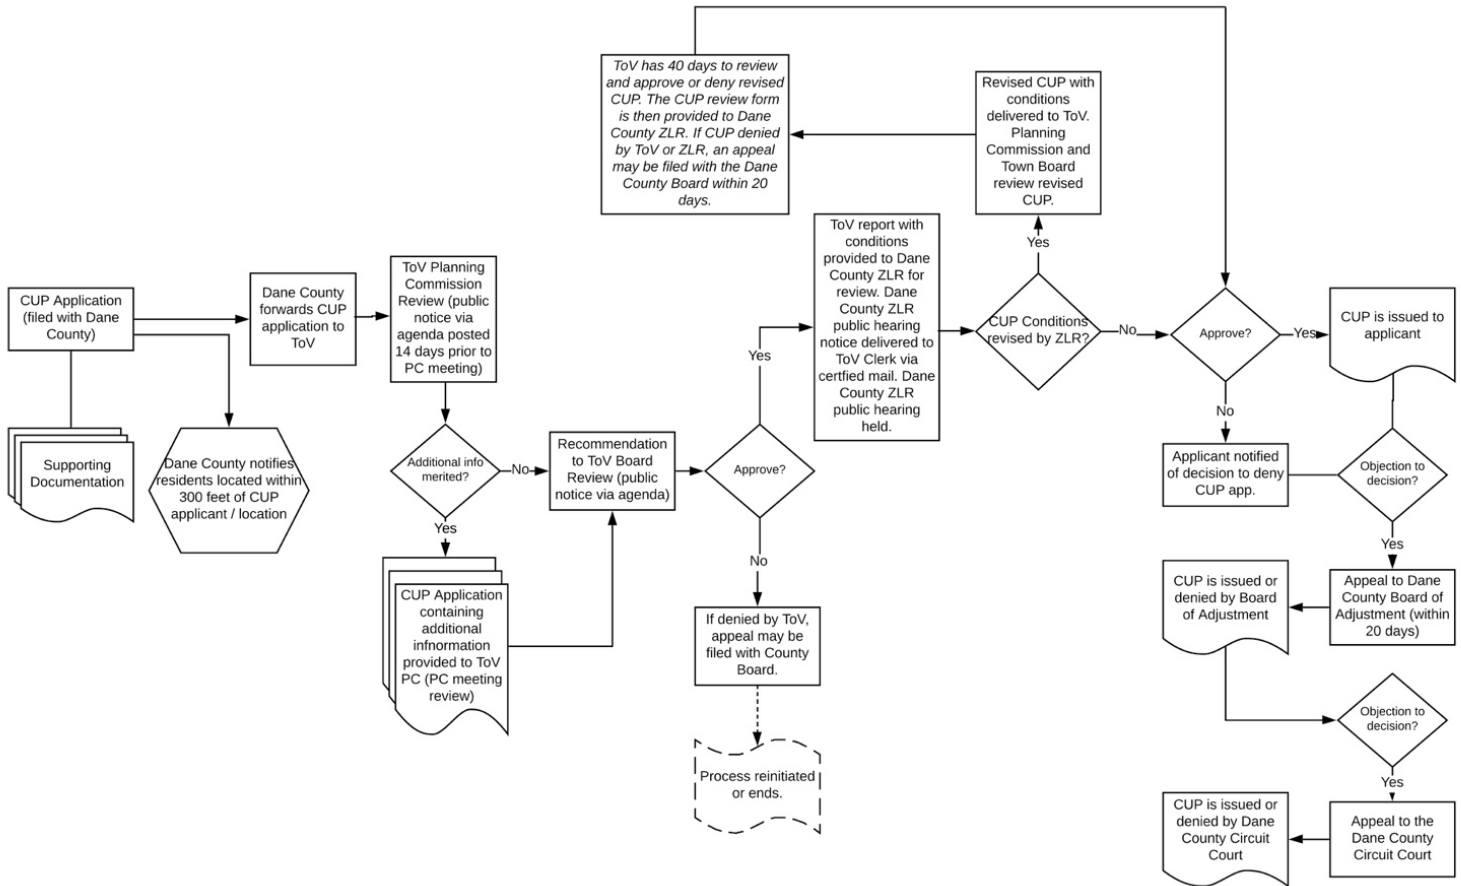 CUP Application
(filed with Dane
County)
Supporting
Documentation
Dane County notifies
residents located within
300 feet of CUP
applicant / location
Dane County
forwards CUP
application to
ToV
ToV Planning
Commission
Review (public
notice via
agenda posted
14 days prior to
PC meeting)
Additional info
merited?
No
Yes
CUP Application
containing
additional
infnormation
provided to ToV
PC (PC meeting
review)
Recommendation
to ToV Board
Review (public
notice via agenda)
Approve?
Yes
No
If denied by ToV,
appeal may be
filed with County
Board.
Process reinitiated
or ends.
ToV report with
conditions
provided to Dane
County ZLR for
review. Dane
County ZLR
public hearing
notice delivered to
ToV Clerk via
certfied mail. Dane
County ZLR
public hearing
held.
CUP Conditions
revised by ZLR?
Yes
No
Revised CUP with
conditions
delivered to ToV.
Planning
Commission and
Town Board
review revised
CUP.
ToV has 40 days to review
and approve or deny revised
CUP. The CUP review form
is then provided to Dane
County ZLR. If CUP denied
by ToV or ZLR, an appeal
may be filed with the Dane
County Board within 20
days.
Approve?
Yes
No
CUP is issued to
applicant
Applicant notified
of decision to deny
CUP app.
Objection to
decision?
Yes
Appeal to Dane
County Board of
Adjustment (within
20 days)
CUP is issued or
denied by Board
of Adjustment
Objection to
decision?
Yes
Appeal to the
Dane County
Circuit Court
CUP is issued or
denied by Dane
County Circuit
Court